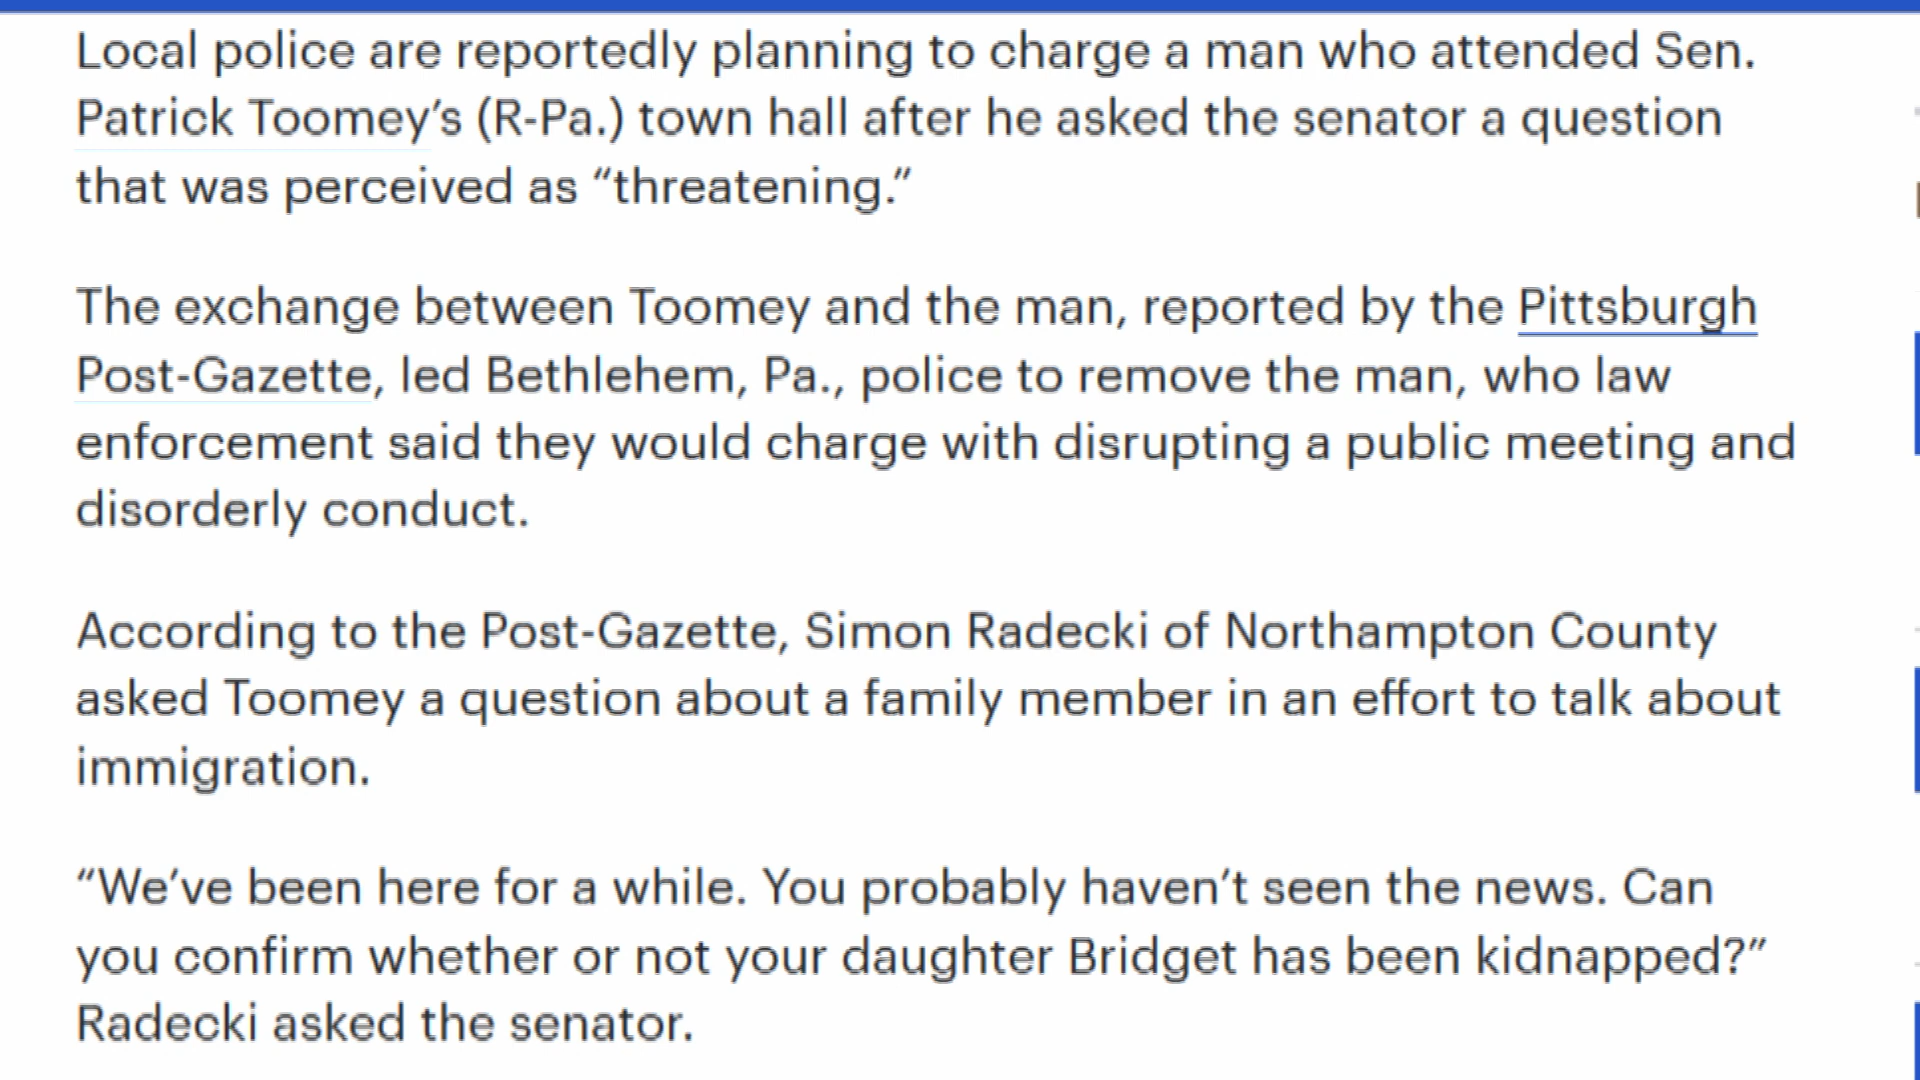 Local police are reportedly planning to charge a man who attended Sen.
Patrick Toomey’s (R-Pa.) town hall after he asked the senator a question
that was perceived as “threatening.”
The exchange between Toomey and the man, reported by the Pittsburgh
Post-Gazette, led Bethlehem, Pa., police to remove the man, who law
enforcement said they would charge with disrupting a public meeting and
disorderly conduct.
According to the Post-Gazette, Simon Radecki of Northampton County
asked Toomey a question about a family member in an effort to talk about
immigration.
“We’ve been here for a while. You probably haven’t seen the news. Can
you confirm whether or not your daughter Bridget has been kidnapped?”
Radecki asked the senator.